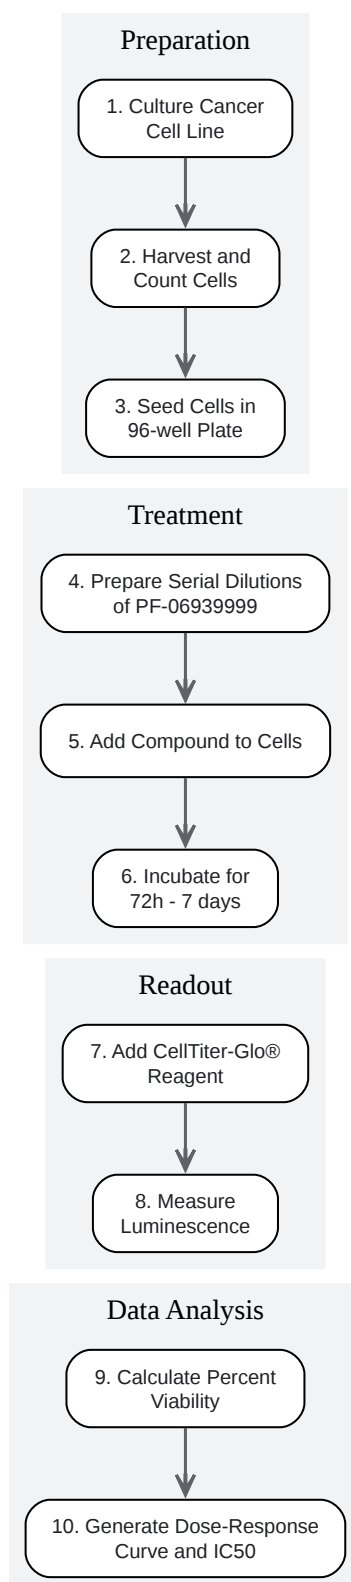 Preparation
1. Culture Cancer
Cell Line
2. Harvest and
Count Cells
3. Seed Cells in
96-well Plate
Treatment
4. Prepare Serial Dilutions
of PF-06939999
5. Add Compound to Cells
6. Incubate for
72h - 7 days
Readout
7. Add CellTiter-Glo®
Reagent
8. Measure
Luminescence
Data Analysis
9. Calculate Percent
Viability
10. Generate Dose-Response
Curve and IC50